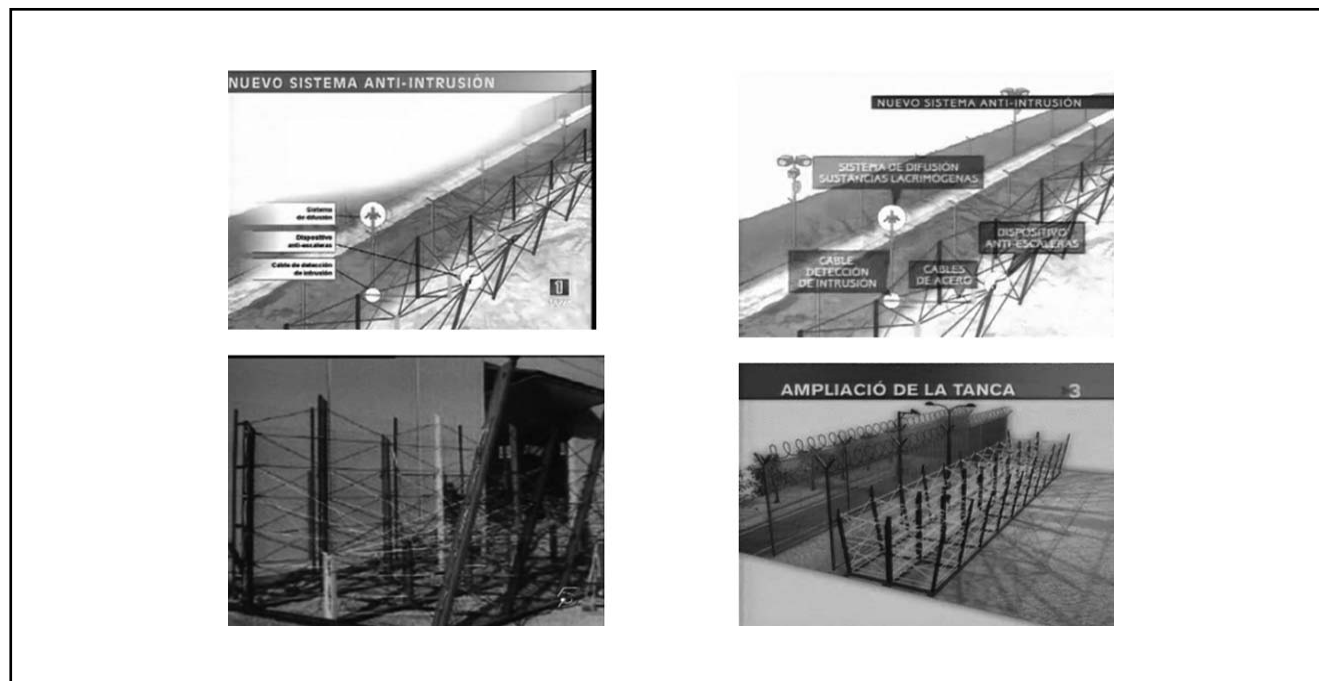 NUEVO SISTEMA ANTI-INTRUSIÓN
Sistema
de difusión
Dispositivo
anti-escaleras
Cable de detección
de intrusión
1
NUEVO SISTEMA ANTI-INTRUSIÓN
SISTEMA DE DIFUSIÓN
SUSTANCIAS LACRIMÓGENAS
DISPOSITIVO
ANTI-ESCALERAS
CABLE
DETECCIÓN
DE INTRUSIÓN
CABLES
DE ACERO
AMPLIACIÓ DE LA TANCA
3